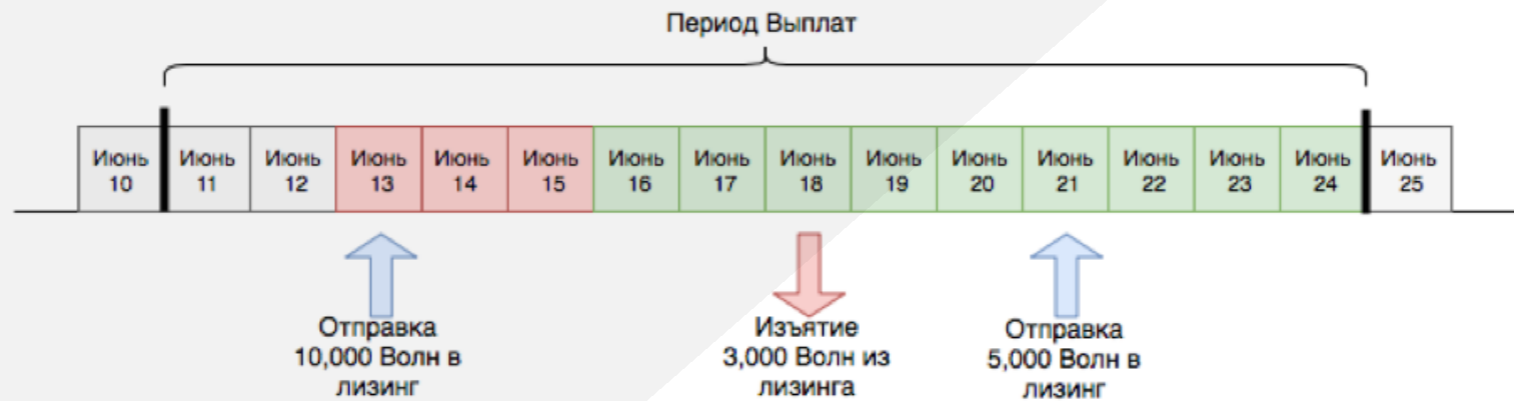 Период Выплат
Июнь 10
Июнь 11
Июнь 12
Июнь 13
Июнь 14
Июнь 15
Июнь 16
Июнь 17
Июнь 18
Июнь 19
Июнь 20
Июнь 21
Июнь 22
Июнь 23
Июнь 24
Июнь 25
Отправка
10,000 Волн в
лизинг
Изъятие
3,000 Волн из
лизинга
Отправка
5,000 Волн в
лизинг